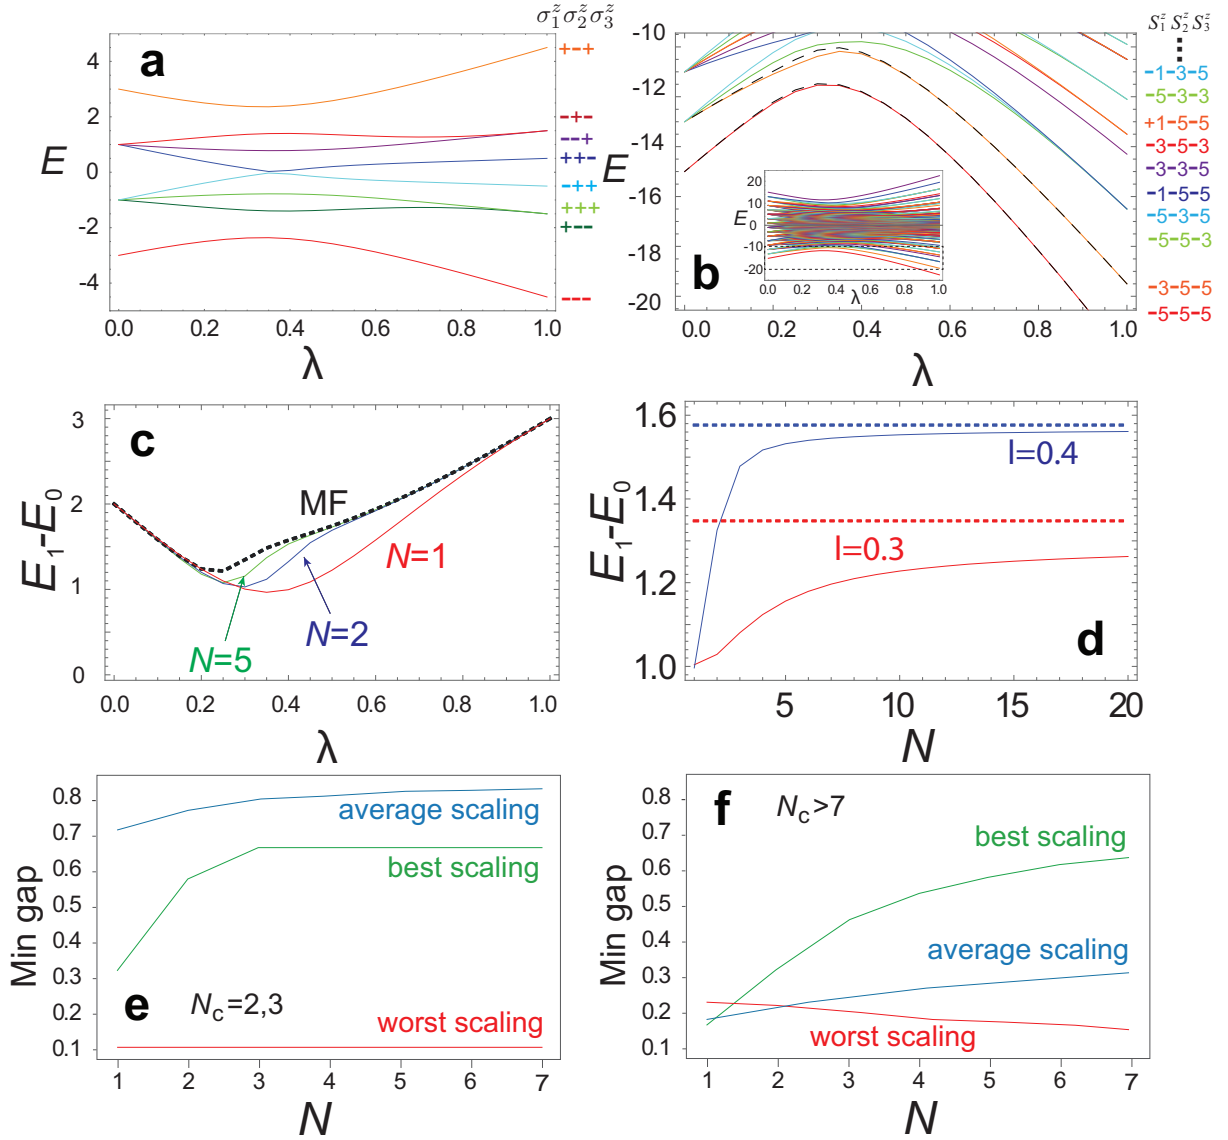 σ₁ᶻσ₂ᶻσ₃ᶻ
a
4
2
0
-2
-4
E
0.0 0.2 0.4 0.6 0.8 1.0
λ
+-+
-+-
--+
++-
-++
+++
+--
---
S₁ᶻ S₂ᶻ S₃ᶻ
b
-10
-11
-13
-14
-16
-17
-19
-20
E
0.0 0.2 0.4 0.6 0.8 1.0
λ
20
10
0
-10
-20
E
0.0 0.2 0.4 0.6 0.8 1.0
λ
-1-3-5
-5-3-3
+1-5-5
-3-5-3
-3-3-5
-1-5-5
-5-3-5
-5-5-3
-3-5-5
-5-5-5
c
3
2
1
0
E₁-E₀
0.0 0.2 0.4 0.6 0.8 1.0
λ
MF
N=1
N=2
N=5
d
1.6
1.4
1.2
1.0
E₁-E₀
5 10 15 20
N
l=0.4
l=0.3
e
0.8
0.7
0.6
0.5
0.4
0.3
0.2
0.1
Min gap
average scaling
best scaling
N_c=2,3
worst scaling
1 2 3 4 5 6 7
N
f
N_c>7
0.8
0.7
0.6
0.5
0.4
0.3
0.2
0.1
Min gap
best scaling
average scaling
worst scaling
1 2 3 4 5 6 7
N